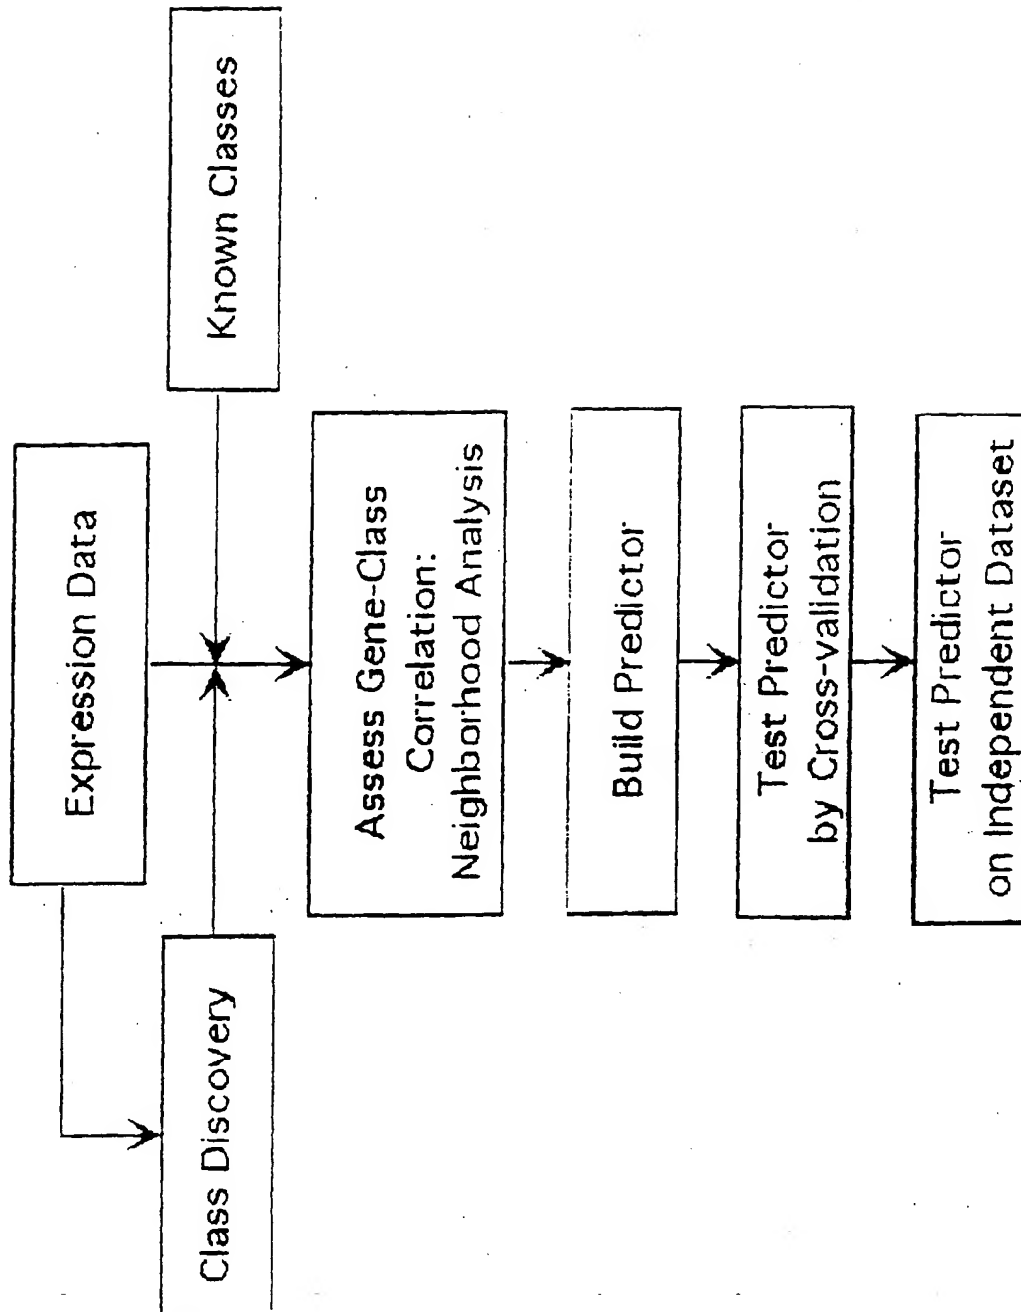 Expression Data
Class Discovery
Known Classes
Assess Gene-Class
Correlation:
Neighborhood Analysis
Build Predictor
Test Predictor
by Cross-validation
Test Predictor
on Independent Dataset